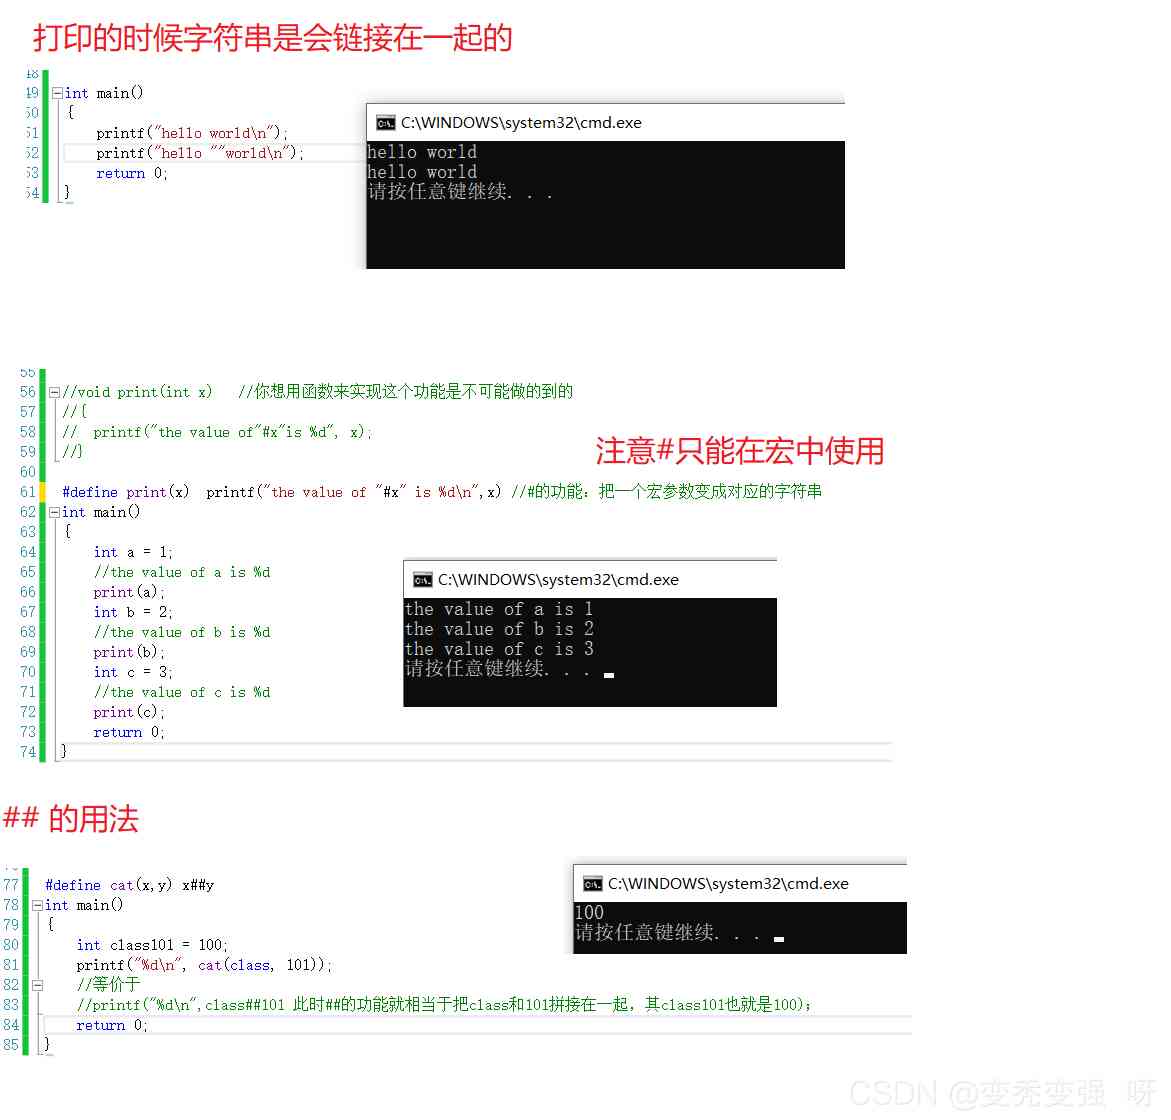 打印的时候字符串是会链接在一起的
48
49 int main()
50 {
51 printf("hello world\n");
52 printf("hello ""world\n");
53 return 0;
54 }
C:\WINDOWS\system32\cmd.exe
hello world
hello world
请按任意键继续. . .
55
56 //void print(int x) //你想用函数来实现这个功能是不可能做的到的
57 //{
58 // printf("the value of"#x"is %d", x);
59 //}
注意#只能在宏中使用
60
61 #define print(x) printf("the value of "#x" is %d\n",x) //#的功能：把一个宏参数变成对应的字符串
62 int main()
63 {
64 int a = 1;
65 //the value of a is %d
66 print(a);
67 int b = 2;
68 //the value of b is %d
69 print(b);
70 int c = 3;
71 //the value of c is %d
72 print(c);
73 return 0;
74 }
C:\WINDOWS\system32\cmd.exe
the value of a is 1
the value of b is 2
the value of c is 3
请按任意键继续. . .
## 的用法
77 #define cat(x,y) x##y
78 int main()
79 {
80 int class101 = 100;
81 printf("%d\n", cat(class, 101));
82 //等价于
83 //printf("%d\n",class##101 此时##的功能就相当于把class和101拼接在一起，其class101也就是100);
84 return 0;
85 }
C:\WINDOWS\system32\cmd.exe
100
请按任意键继续. . .
CSDN @变秃变强 呀